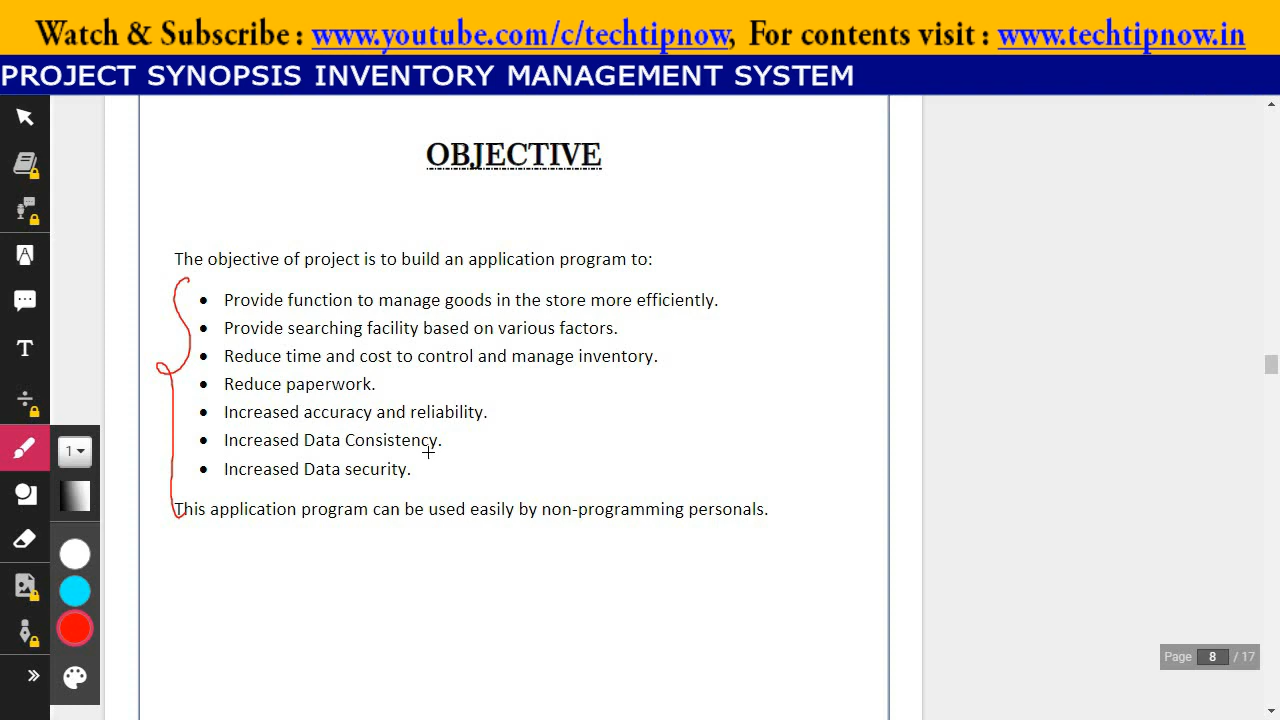 Watch & Subscribe : www.youtube.com/c/techtipnow, For contents visit : www.techtipnow.in
PROJECT SYNOPSIS INVENTORY MANAGEMENT SYSTEM
OBJECTIVE
The objective of project is to build an application program to:
• Provide function to manage goods in the store more efficiently.
• Provide searching facility based on various factors.
• Reduce time and cost to control and manage inventory.
• Reduce paperwork.
• Increased accuracy and reliability.
• Increased Data Consistency.
• Increased Data security.
This application program can be used easily by non-programming personals.
1
Page 8 / 17